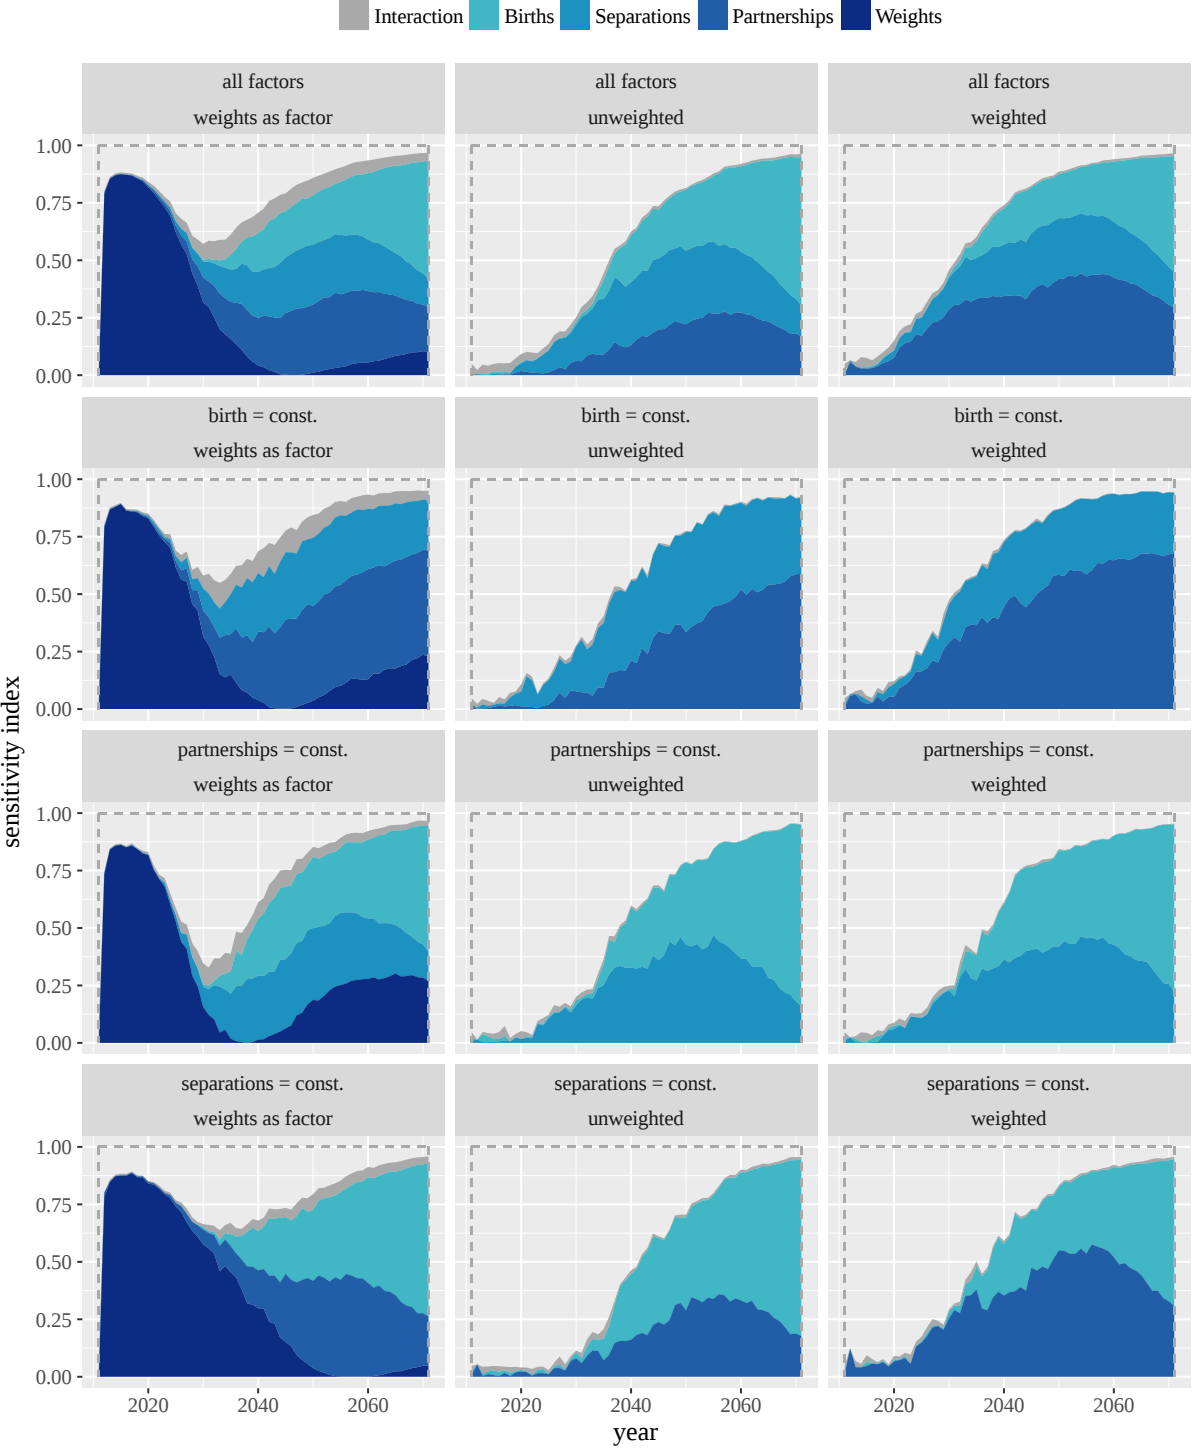 Interaction Births Separations Partnerships Weights
all factors all factors all factors
weights as factor unweighted weighted
1.00
0.75
0.50
0.25
0.00
birth = const. birth = const. birth = const.
weights as factor unweighted weighted
1.00
0.75
0.50
0.25
0.00
sensitivity index
partnerships = const. partnerships = const. partnerships = const.
weights as factor unweighted weighted
1.00
0.75
0.50
0.25
0.00
separations = const. separations = const. separations = const.
weights as factor unweighted weighted
1.00
0.75
0.50
0.25
0.00
2020 2040 2060 2020 2040 2060 2020 2040 2060
year